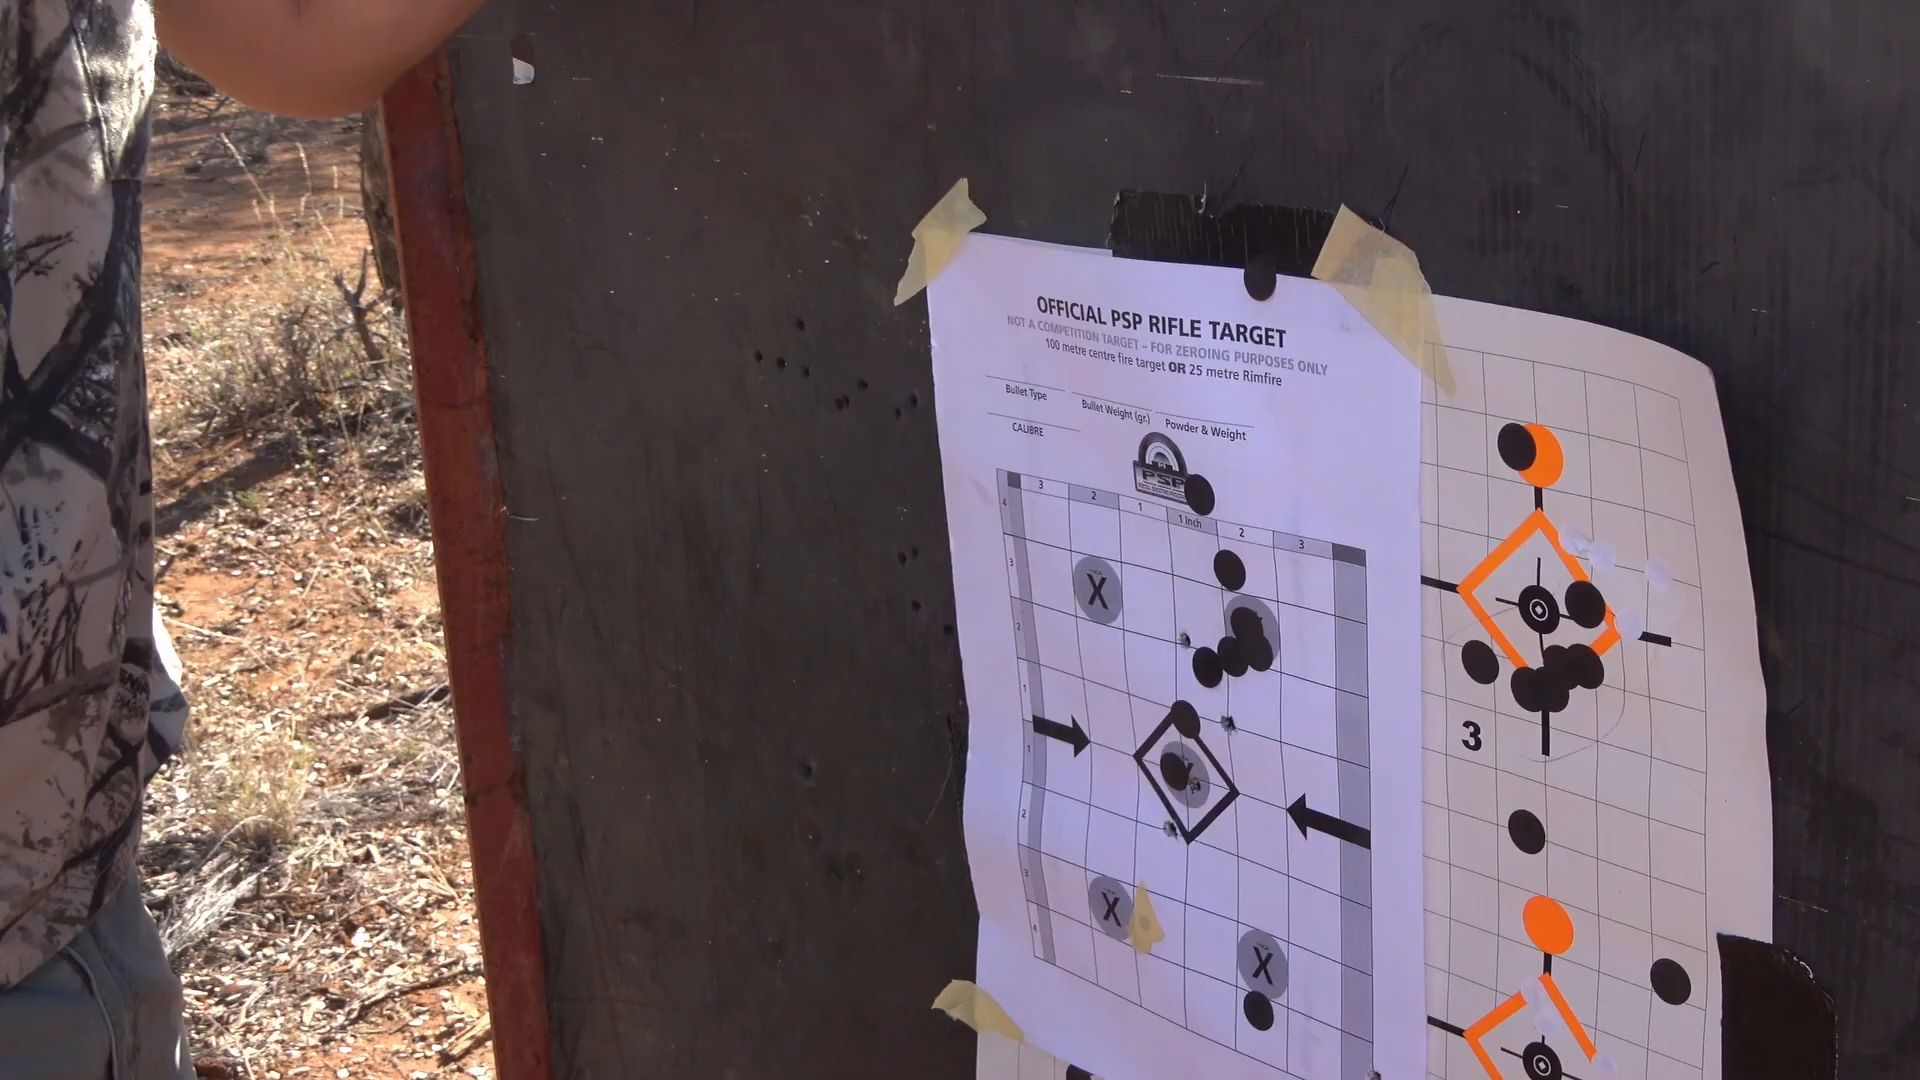 OFFICIAL PSP RIFLE TARGET
NOT A COMPETITION TARGET – FOR ZEROING PURPOSES ONLY
100 metre centre fire target OR 25 metre Rimfire
Bullet Type
Bullet Weight (gr.)
Powder & Weight
CALIBRE
PSP
3 2 1 1 Inch 2 3
4
3
2
1
1
2
3
4
X
X
X
3